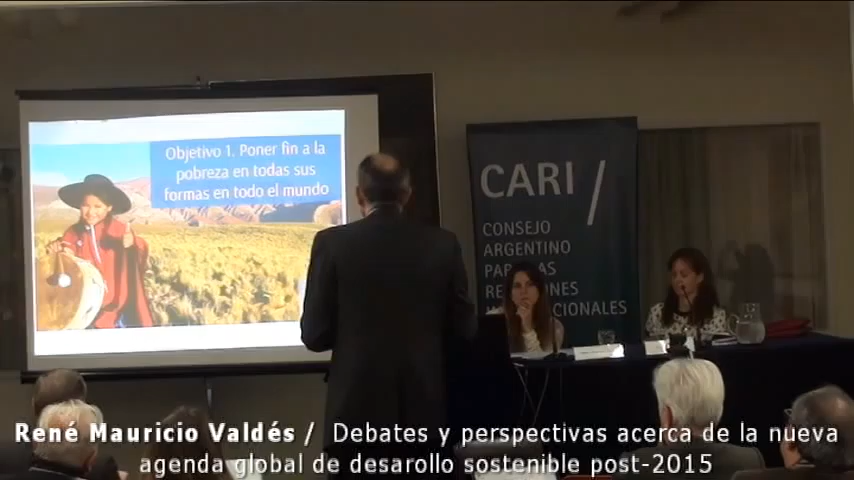 Objetivo 1. Poner fin a la
pobreza en todas sus
formas en todo el mundo
CARI /
CONSEJO
ARGENTINO
PARA LAS
RELACIONES
INTERNACIONALES
René Mauricio Valdés / Debates y perspectivas acerca de la nueva
agenda global de desarollo sostenible post-2015